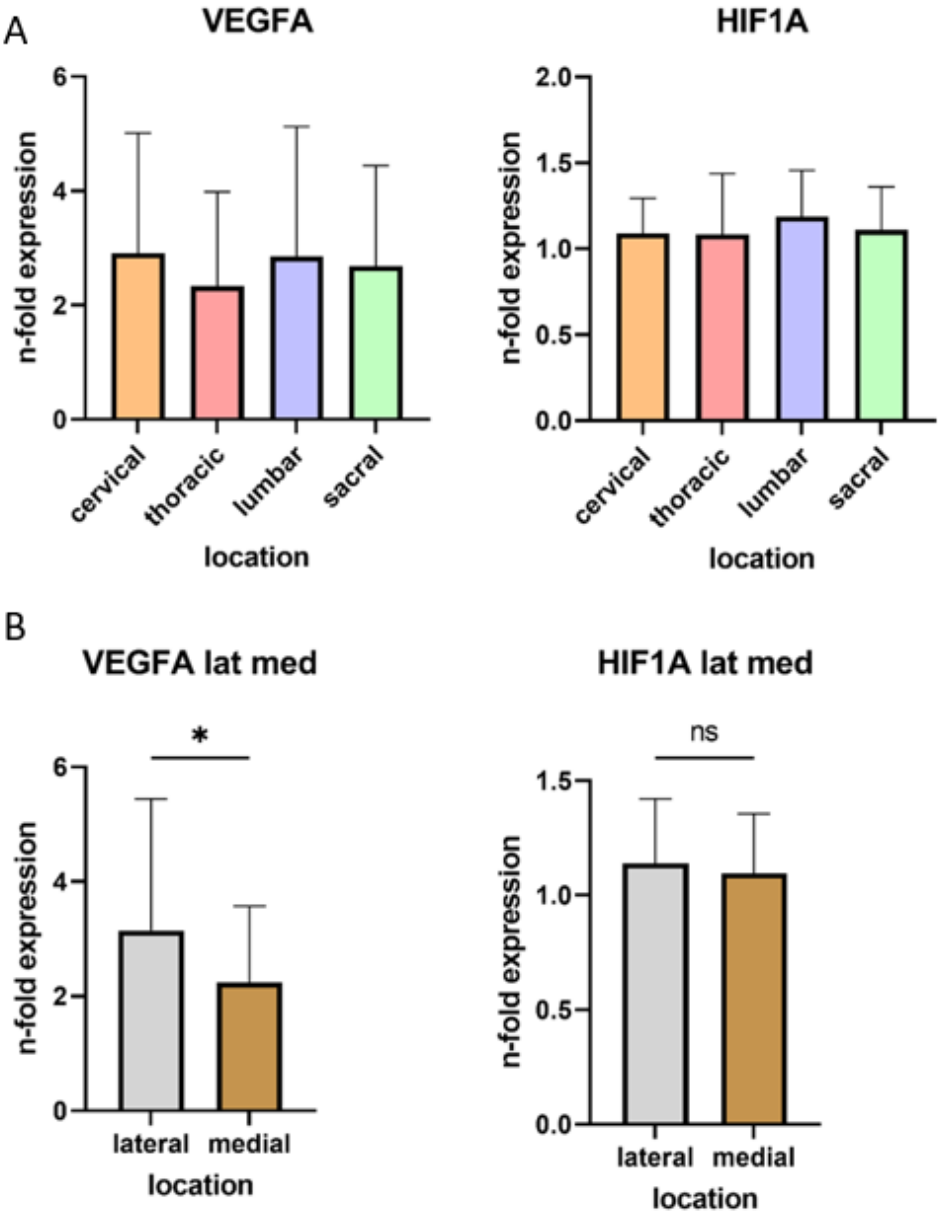 A
VEGFA
n-fold expression
6
4
2
0
cervical
thoracic
lumbar
sacral
location
HIF1A
n-fold expression
2.0
1.5
1.0
0.5
0.0
cervical
thoracic
lumbar
sacral
location
B
VEGFA lat med
*
n-fold expression
6
4
2
0
lateral medial
location
HIF1A lat med
ns
n-fold expression
1.5
1.0
0.5
0.0
lateral medial
location